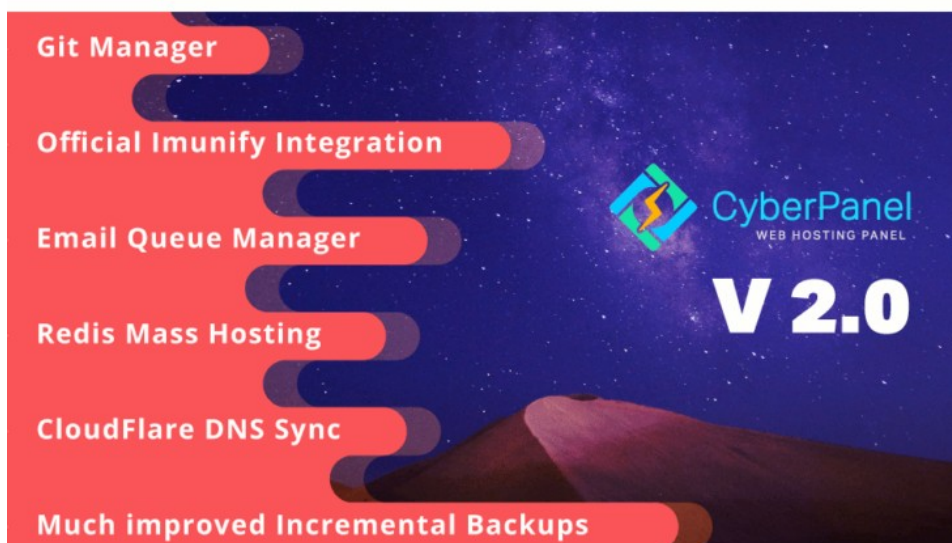 Git Manager
Official Imunify Integration
Email Queue Manager
Redis Mass Hosting
CloudFlare DNS Sync
Much improved Incremental Backups
CyberPanel
WEB HOSTING PANEL
V 2.0